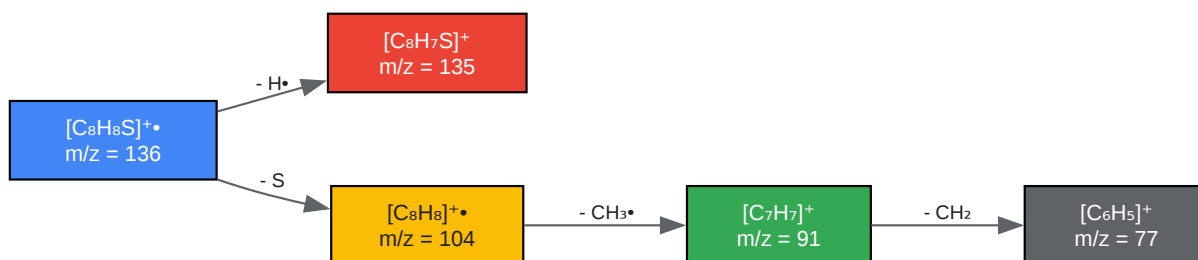 [C₈H₇S]⁺
m/z = 135
- H•
[C₈H₈S]⁺•
m/z = 136
- S
[C₈H₈]⁺•
m/z = 104
- CH₃•
[C₇H₇]⁺
m/z = 91
- CH₂
[C₆H₅]⁺
m/z = 77